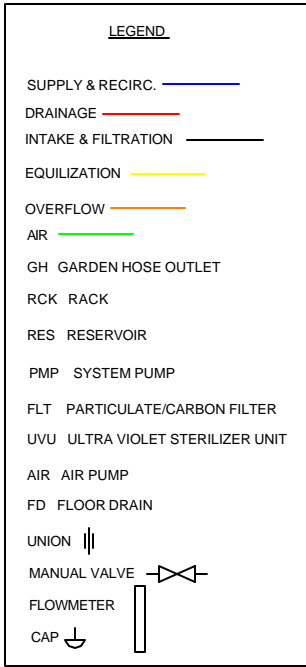 LEGEND
SUPPLY & RECIRC.
DRAINAGE
INTAKE & FILTRATION
EQUILIZATION
OVERFLOW
AIR
GH GARDEN HOSE OUTLET
RCK RACK
RES RESERVOIR
PMP SYSTEM PUMP
FLT PARTICULATE/CARBON FILTER
UVU ULTRA VIOLET STERILIZER UNIT
AIR AIR PUMP
FD FLOOR DRAIN
UNION
MANUAL VALVE
FLOWMETER
CAP